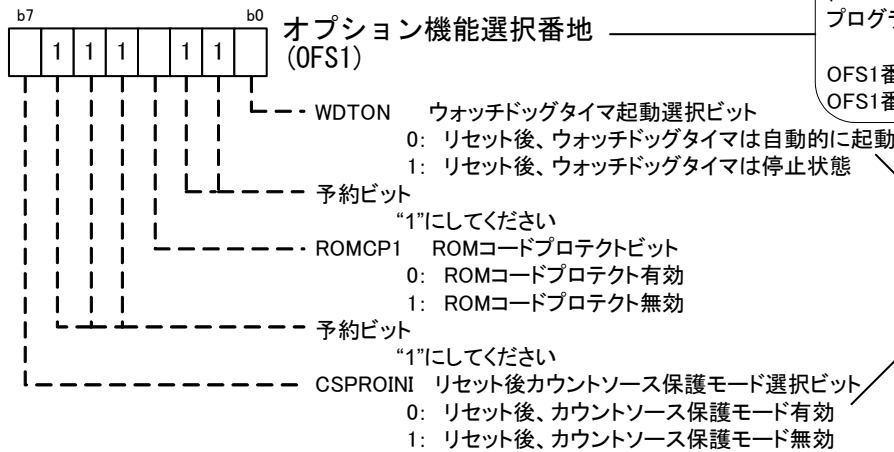 b7 b0
1 1 1 1 1
オプション機能選択番地
(OFS1)
OFS1番
OFS1番
WDTON ウォッチドッグタイマ起動選択ビット
0: リセット後、ウォッチドッグタイマは自動的に起動
1: リセット後、ウォッチドッグタイマは停止状態
予約ビット
“1”にしてください
ROMCP1 ROMコードプロテクトビット
0: ROMコードプロテクト有効
1: ROMコードプロテクト無効
予約ビット
“1”にしてください
CSPROINI リセット後カウントソース保護モード選択ビット
0: リセット後、カウントソース保護モード有効
1: リセット後、カウントソース保護モード無効